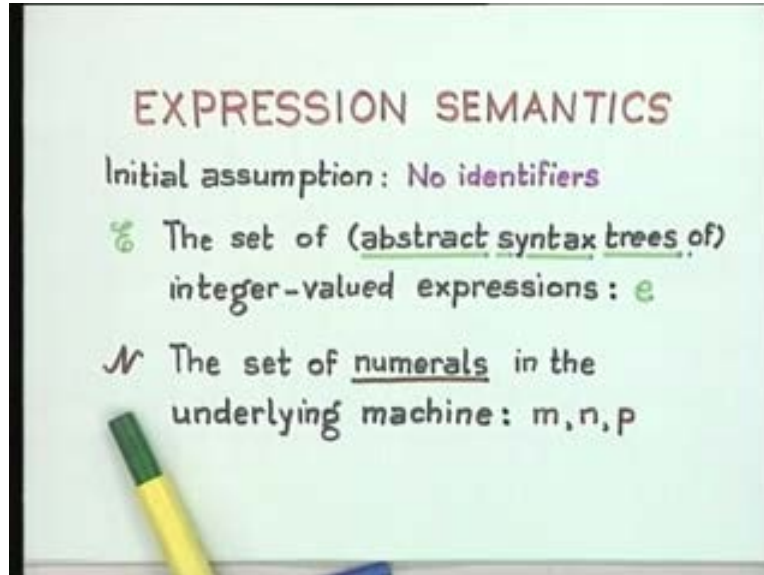 EXPRESSION SEMANTICS
Initial assumption: No identifiers
ℰ The set of (abstract syntax trees of)
integer-valued expressions: e
𝒩 The set of numerals in the
underlying machine: m, n, p